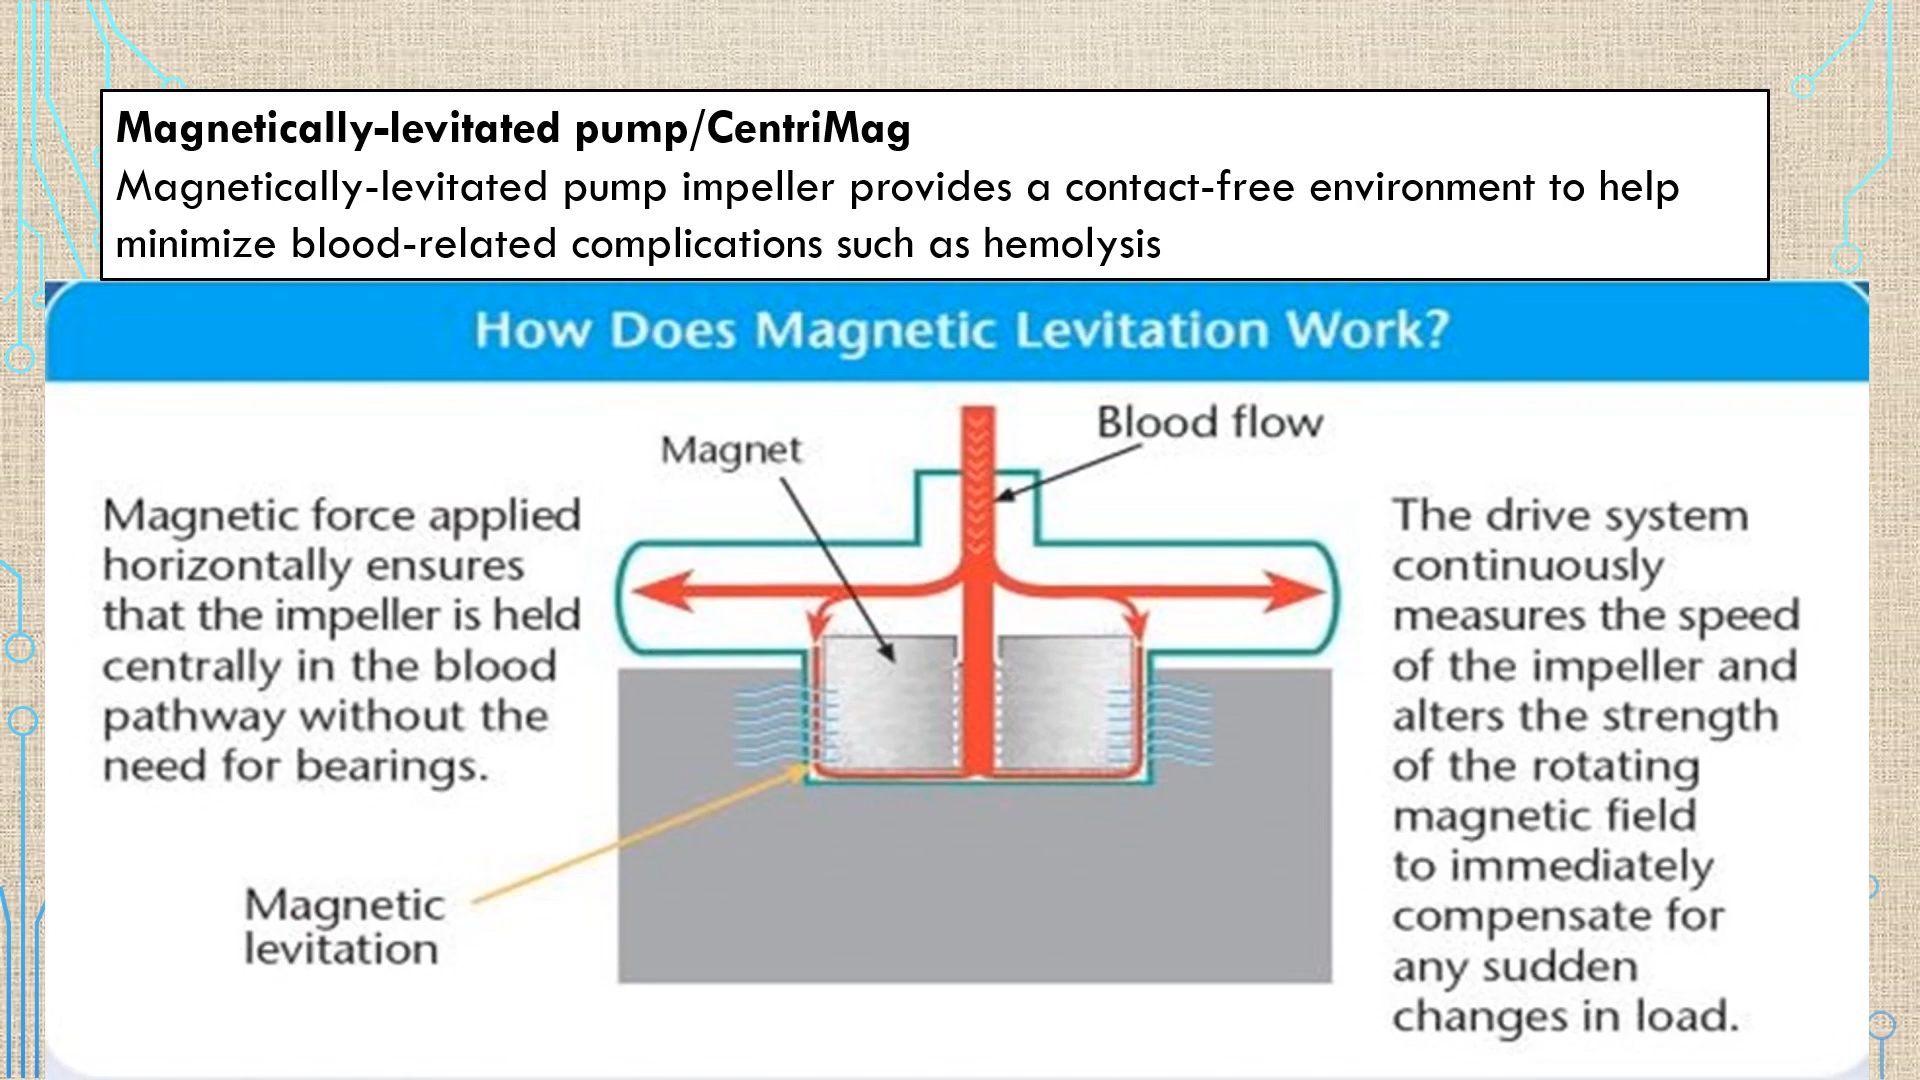 Magnetically-levitated pump/CentriMag
Magnetically-levitated pump impeller provides a contact-free environment to help
minimize blood-related complications such as hemolysis
How Does Magnetic Levitation Work?
Magnet
Blood flow
Magnetic force applied
horizontally ensures
that the impeller is held
centrally in the blood
pathway without the
need for bearings.
Magnetic
levitation
The drive system
continuously
measures the speed
of the impeller and
alters the strength
of the rotating
magnetic field
to immediately
compensate for
any sudden
changes in load.